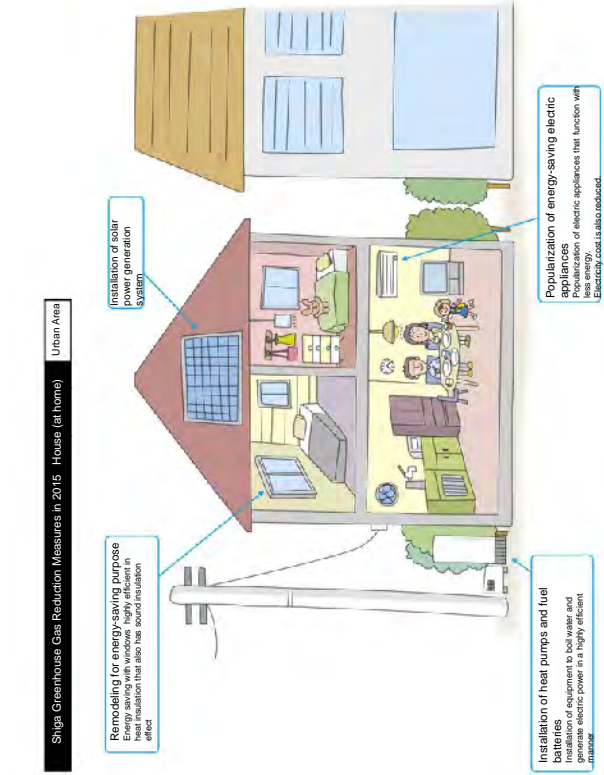 Shiga Greenhouse Gas Reduction Measures in 2015 House (at home)
Urban Area
Remodeling for energy-saving purpose
Energy saving with windows highly efficient in
heat insulation that also has sound insulation
effect
Installation of solar
power generation
system
Installation of heat pumps and fuel
batteries
Installation of equipment to boil water and
generate electric power in a highly efficient
manner
Popularization of energy-saving electric
appliances
Popularization of electric appliances that function with
less energy.
Electricity cost is also reduced.